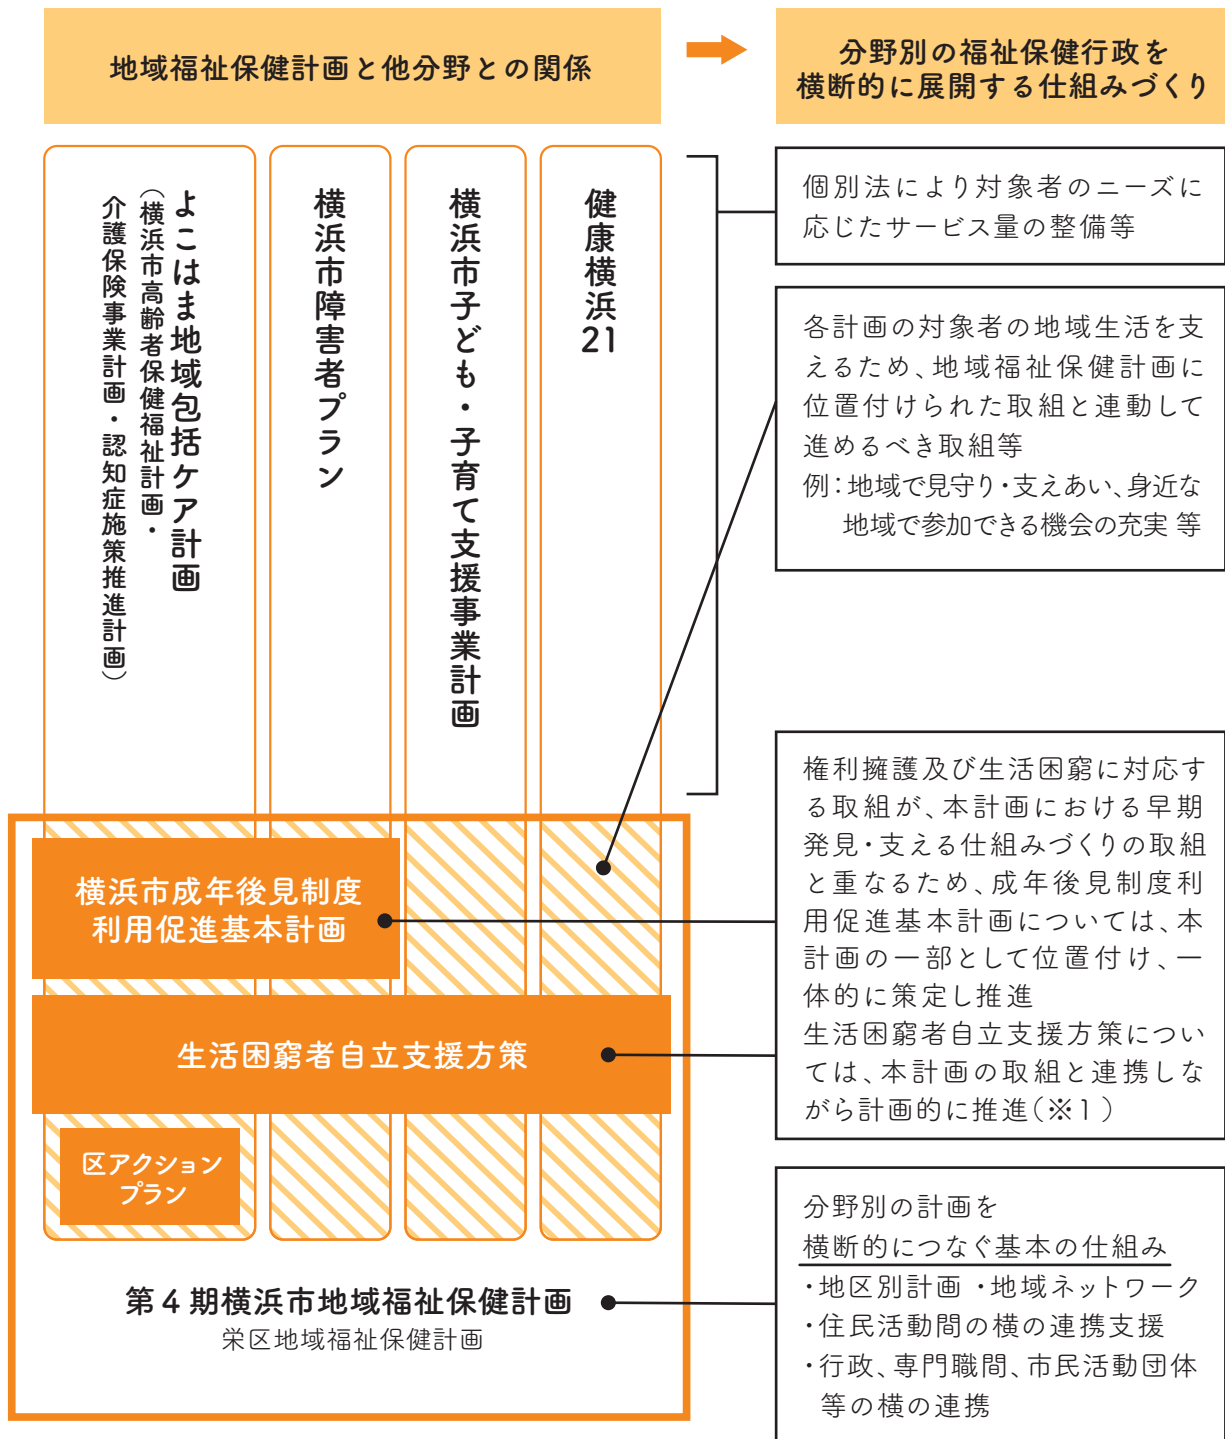 地域福祉保健計画と他分野との関係
分野別の福祉保健行政を
横断的に展開する仕組みづくり
よこはま地域包括ケア計画
（横浜市高齢者保健福祉計画・
介護保険事業計画・認知症施策推進計画）
横浜市障害者プラン
横浜市子ども・子育て支援事業計画
健康横浜21
個別法により対象者のニーズに
応じたサービス量の整備等
各計画の対象者の地域生活を支
えるため、地域福祉保健計画に
位置付けられた取組と連動して
進めるべき取組等
例：地域で見守り・支えあい、身近な
地域で参加できる機会の充実 等
横浜市成年後見制度
利用促進基本計画
生活困窮者自立支援方策
区アクション
プラン
権利擁護及び生活困窮に対応す
る取組が、本計画における早期
発見・支える仕組みづくりの取組
と重なるため、成年後見制度利
用促進基本計画については、本
計画の一部として位置付け、一
体的に策定し推進
生活困窮者自立支援方策につい
ては、本計画の取組と連携しな
がら計画的に推進（※1）
第4期横浜市地域福祉保健計画
栄区地域福祉保健計画
分野別の計画を
横断的につなぐ基本の仕組み
・地区別計画 ・地域ネットワーク
・住民活動間の横の連携支援
・行政、専門職間、市民活動団体
等の横の連携